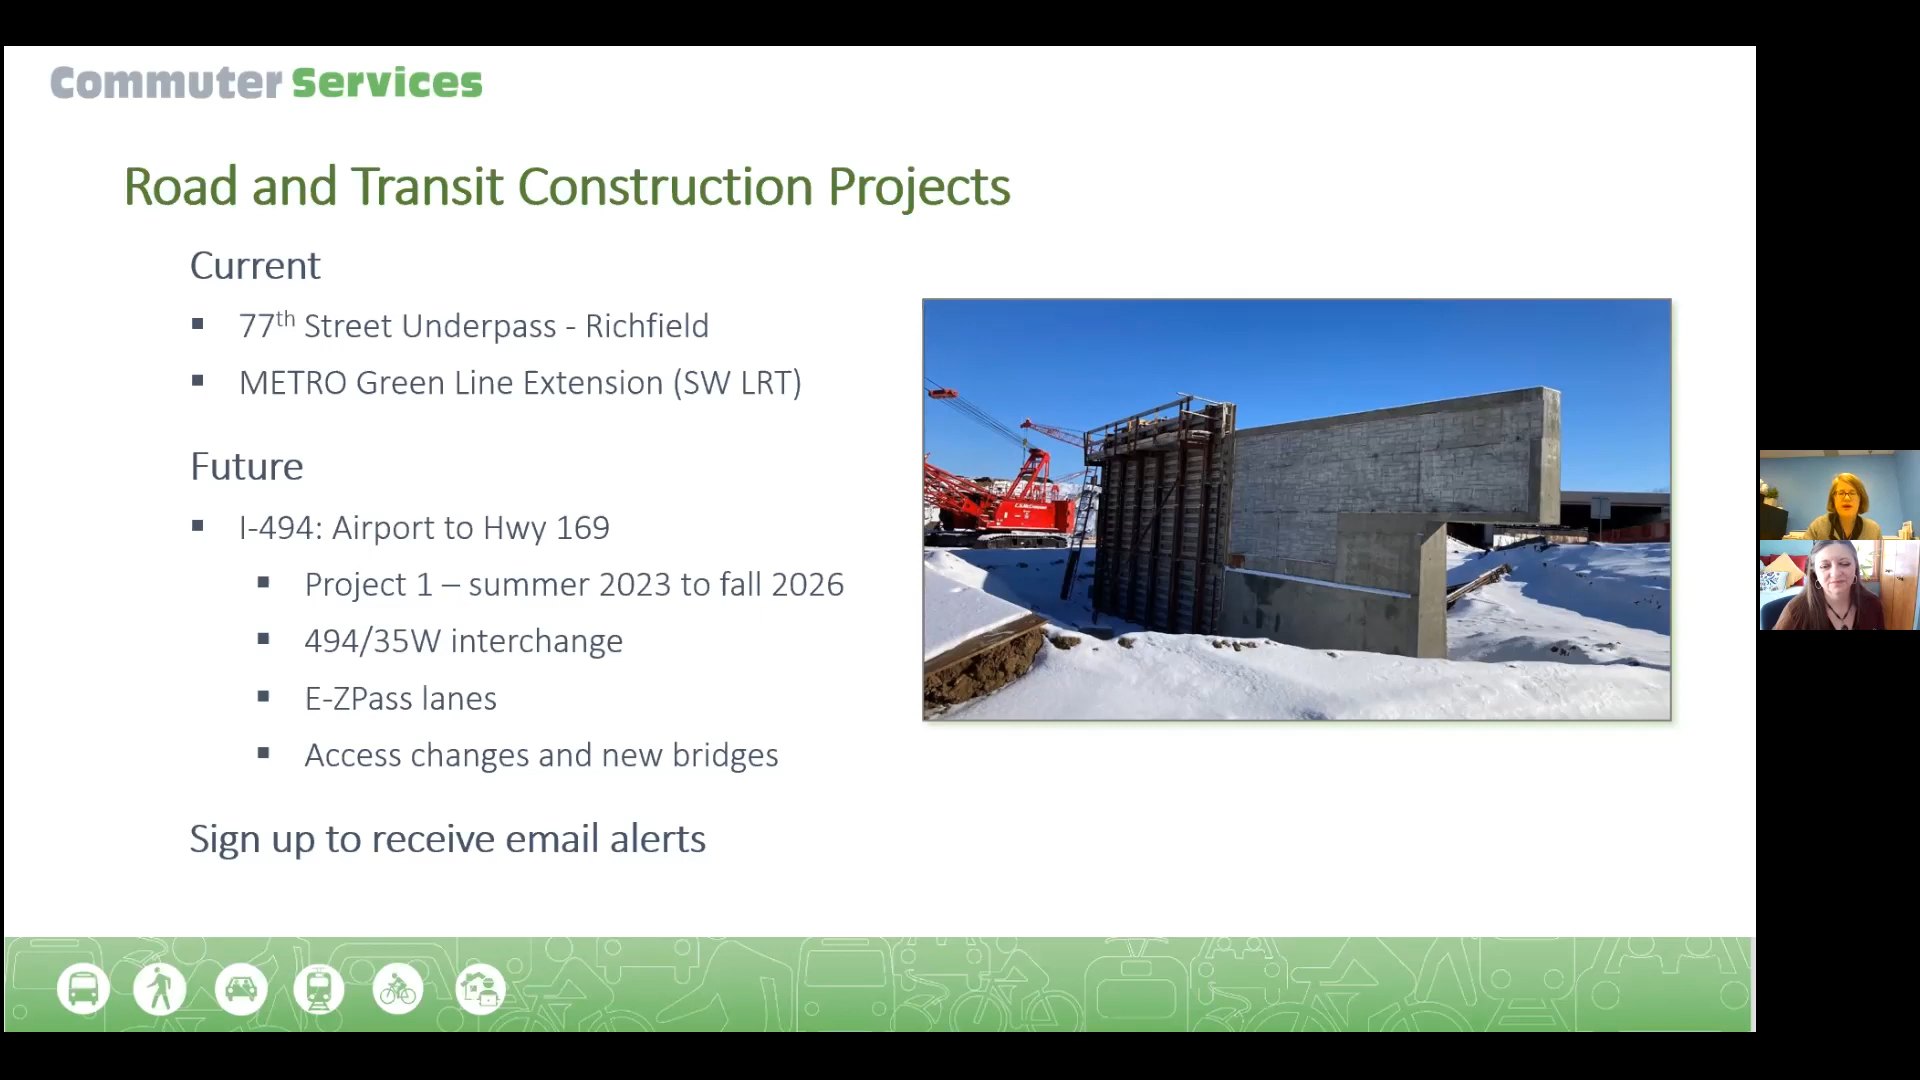 Commuter Services
Road and Transit Construction Projects
Current
77th Street Underpass - Richfield
METRO Green Line Extension (SW LRT)
Future
I-494: Airport to Hwy 169
Project 1 – summer 2023 to fall 2026
494/35W interchange
E-ZPass lanes
Access changes and new bridges
Sign up to receive email alerts